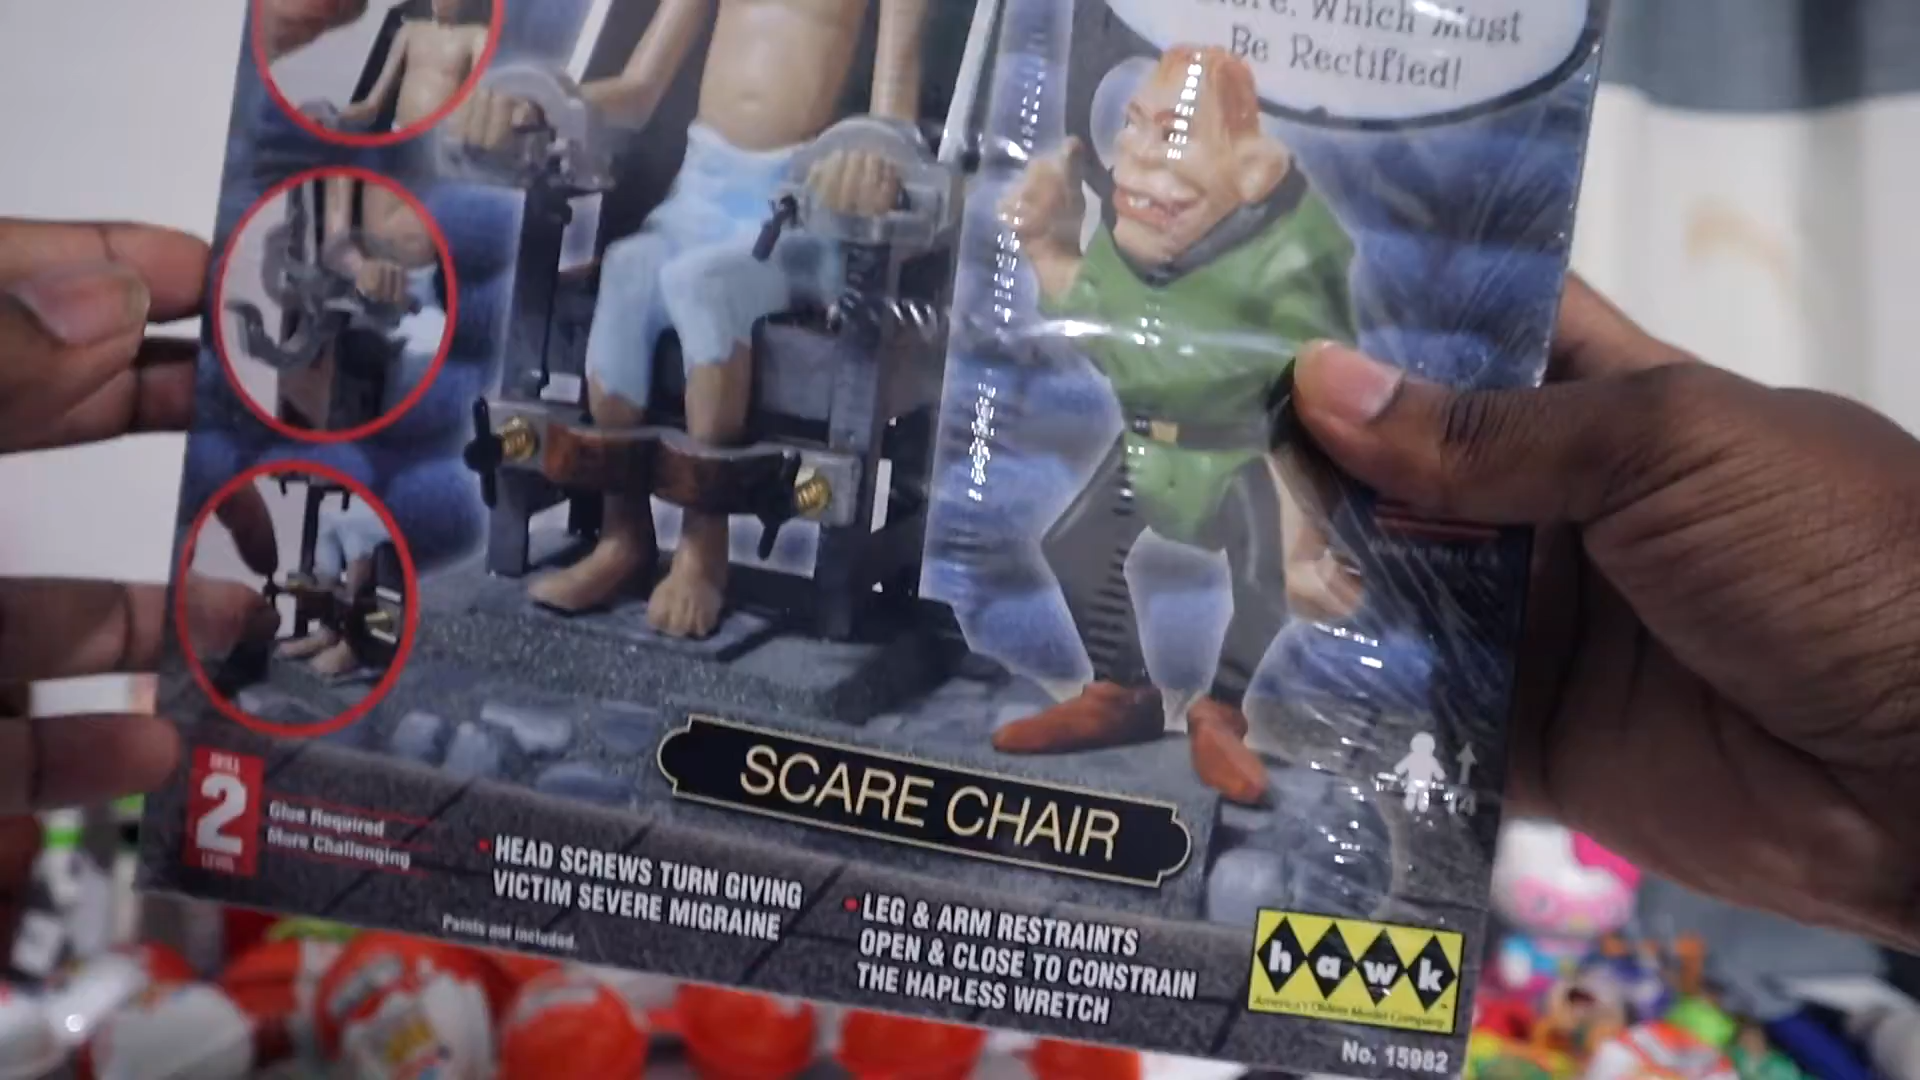 Which Must
Be Rectified!
SCARE CHAIR
SKILL
2
LEVEL
Glue Required
More Challenging
• HEAD SCREWS TURN GIVING
VICTIM SEVERE MIGRAINE
Paints not included.
• LEG & ARM RESTRAINTS
OPEN & CLOSE TO CONSTRAIN
THE HAPLESS WRETCH
hawk
America's Oldest Model Company
No. 15982